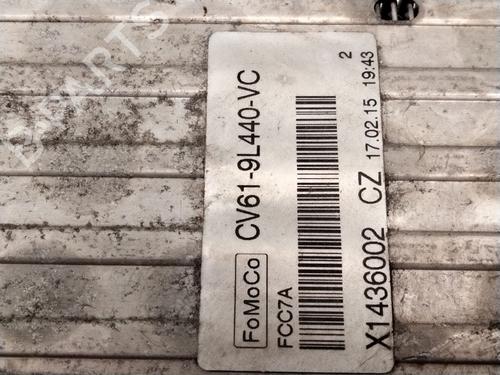 FoMoCo CV61-9L440-VC
2
FCC7A
X1436002 CZ 17.02.15 19:43